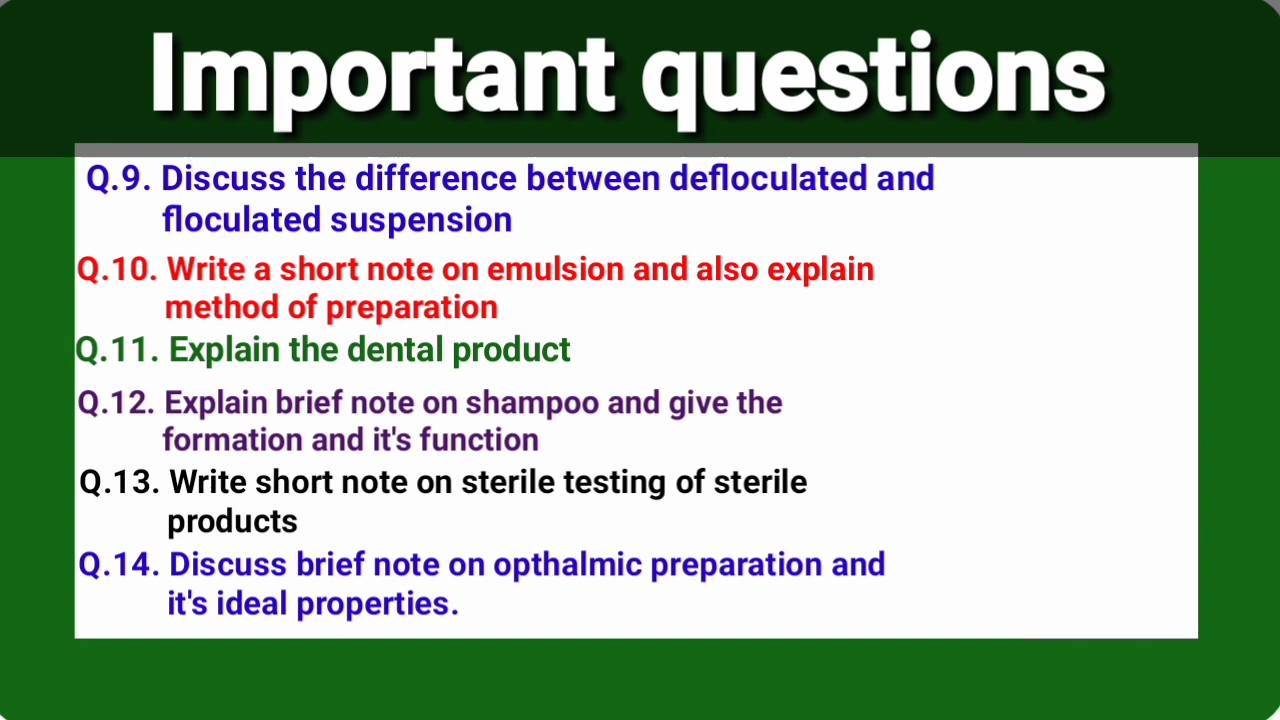 Important questions
Q.9. Discuss the difference between defloculated and
floculated suspension
Q.10. Write a short note on emulsion and also explain
method of preparation
Q.11. Explain the dental product
Q.12. Explain brief note on shampoo and give the
formation and it's function
Q.13. Write short note on sterile testing of sterile
products
Q.14. Discuss brief note on opthalmic preparation and
it's ideal properties.